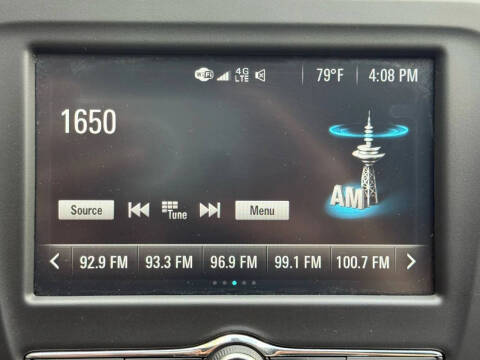 WiFi 4G LTE 79°F 4:08 PM
1650
AM
Source Tune Menu
92.9 FM 93.3 FM 96.9 FM 99.1 FM 100.7 FM